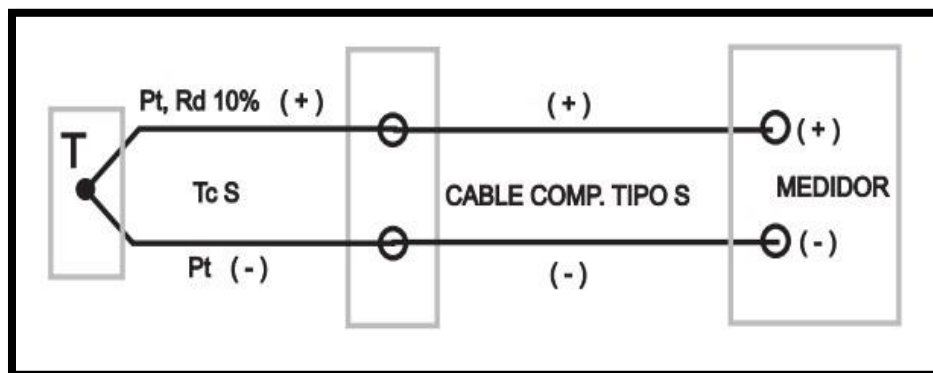 Pt, Rd 10% (+)
(+)
T
(+)
Tc S
CABLE COMP. TIPO S
MEDIDOR
Pt (-)
(-)
(-)